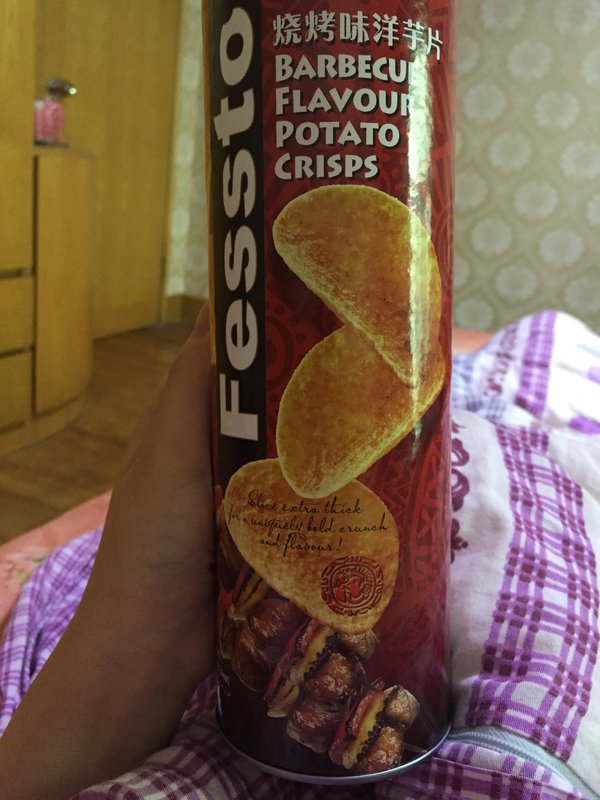 Fessto
烧烤味洋芋片
BARBECUE
FLAVOUR
POTATO
CRISPS
Slice extra thick
for a uniquely bold crunch
and flavour!